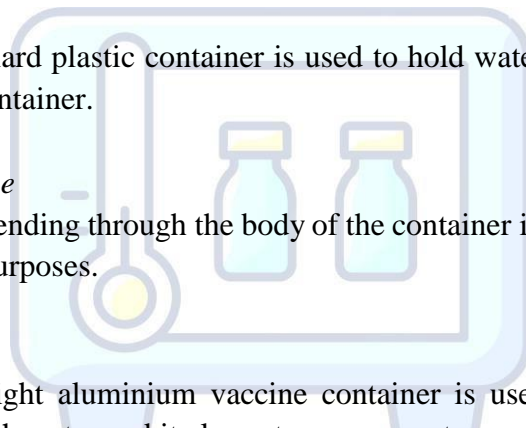 ard plastic container is used to hold wate
ntainer.
e
ending through the body of the container i
urposes.
ight aluminium vaccine container is use